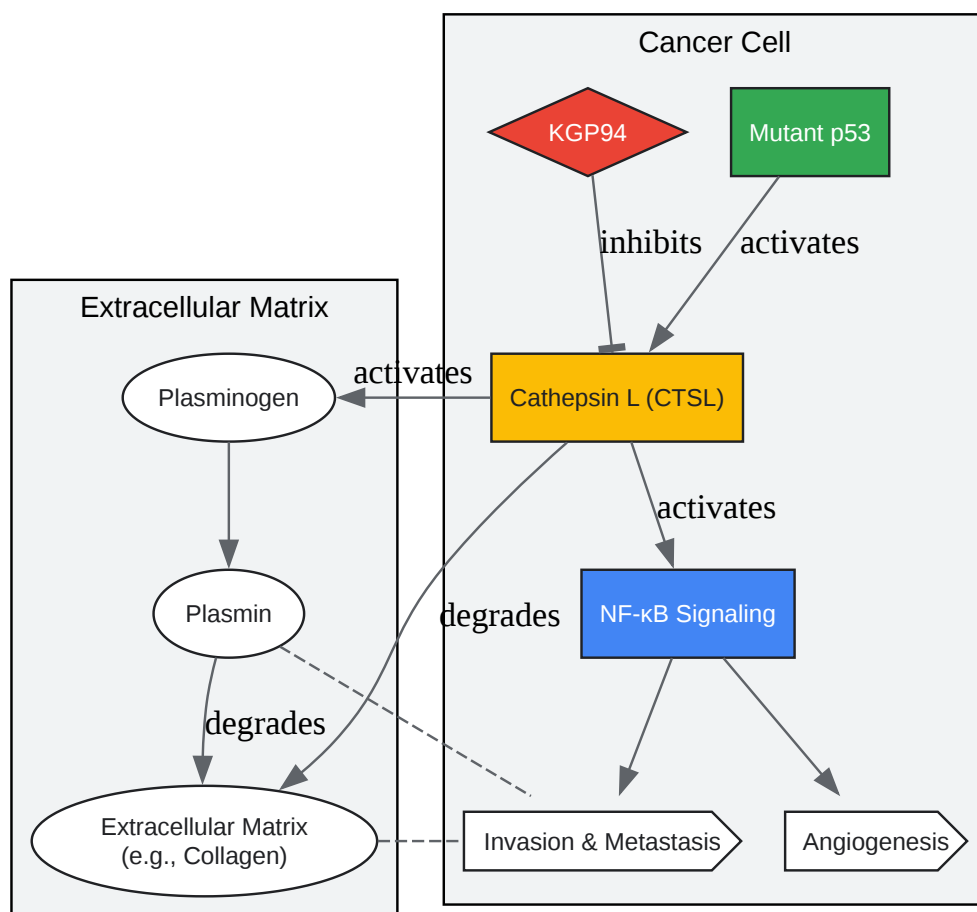 Cancer Cell
KGP94
Mutant p53
inhibits
activates
Extracellular Matrix
activates
Plasminogen
Cathepsin L (CTSL)
activates
Plasmin
degrades
NF-κB Signaling
degrades
Extracellular Matrix
(e.g., Collagen)
Invasion & Metastasis
Angiogenesis